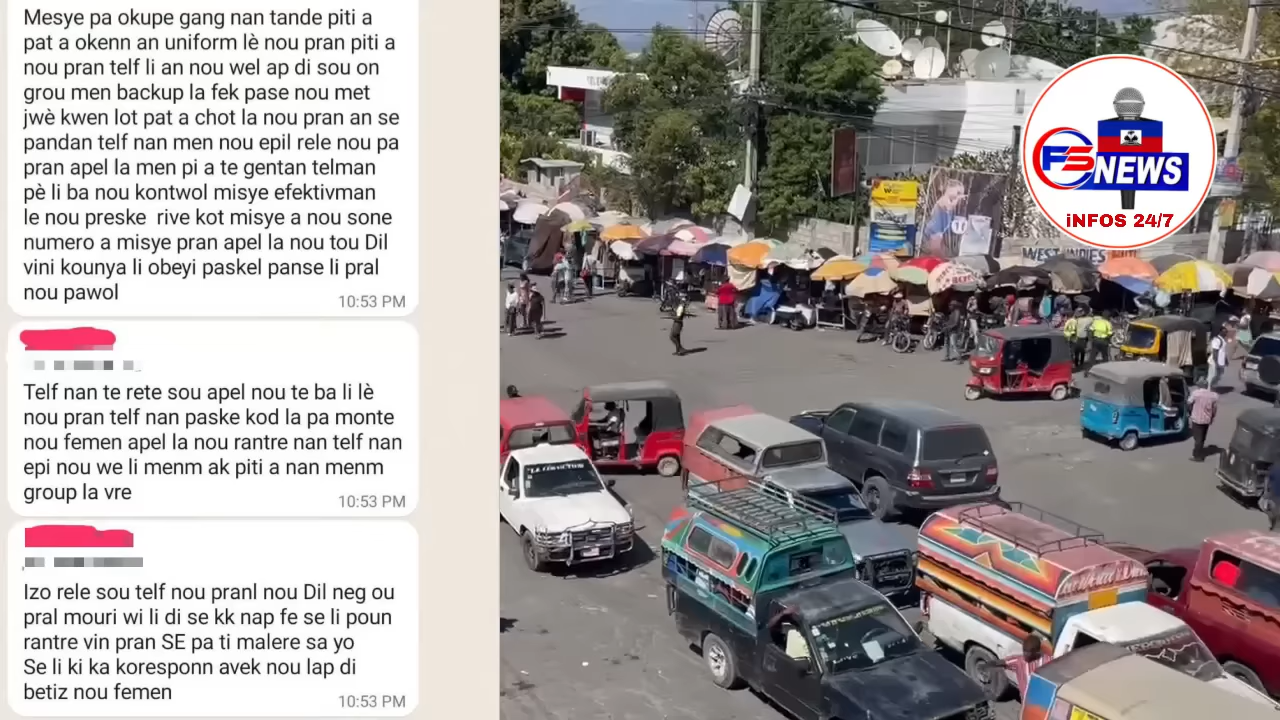 Mesye pa okupe gang nan tande piti a
pat a okenn an uniform lè nou pran piti a
nou pran telf li an nou wel ap di sou on
grou men backup la fek pase nou met
jwè kwen lot pat a chot la nou pran an se
pandan telf nan men nou epil rele nou pa
pran apel la men pi a te gentan telman
pè li ba nou kontwol misye efektivman
le nou preske rive kot misye a nou sone
numero a misye pran apel la nou tou Dil
vini kounya li obeyi paskel panse li pral
nou pawol
10:53 PM
Telf nan te rete sou apel nou te ba li lè
nou pran telf nan paske kod la pa monte
nou femen apel la nou rantre nan telf nan
epi nou we li menm ak piti a nan menm
group la vre
10:53 PM
Izo rele sou telf nou pranl nou Dil neg ou
pral mouri wi li di se kk nap fe se li poun
rantre vin pran SE pa ti malere sa yo
Se li ki ka koresponn avek nou lap di
betiz nou femen
10:53 PM
FS NEWS
iNFOS 24/7
WEST INDIES